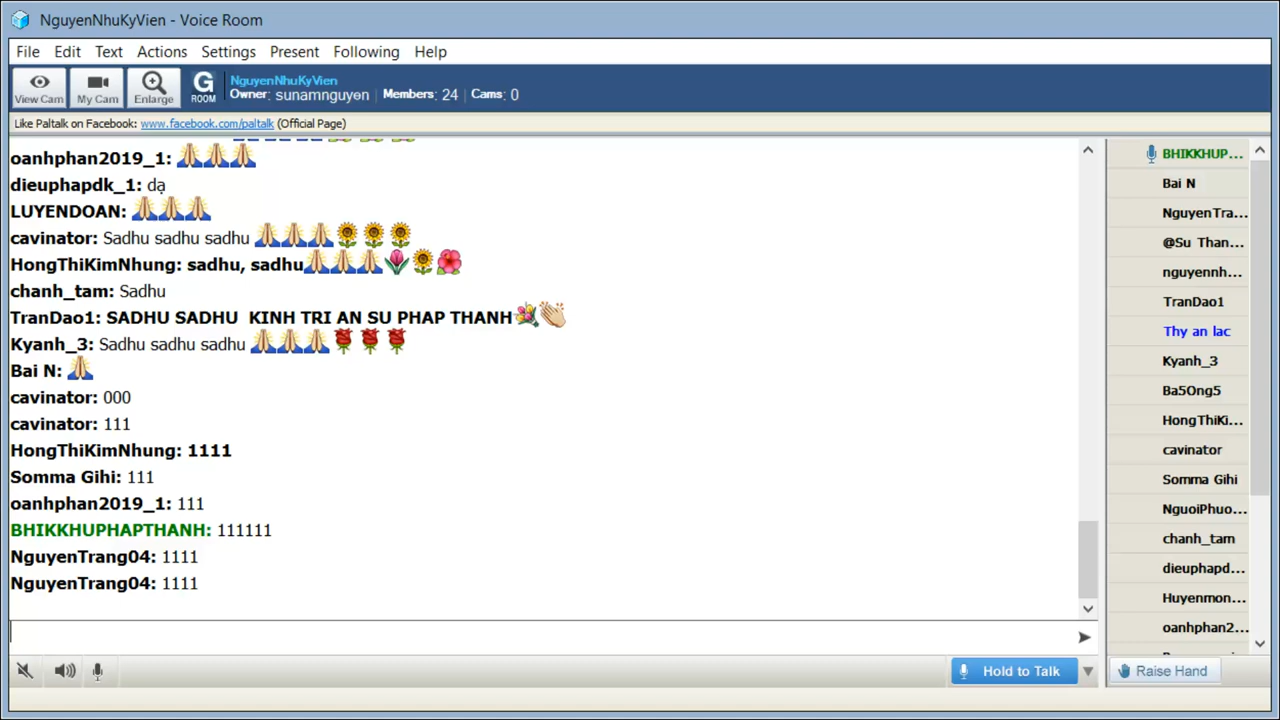 NguyenNhuKyVien - Voice Room
File Edit Text Actions Settings Present Following Help
View Cam My Cam Enlarge G ROOM
NguyenNhuKyVien
Owner: sunamnguyen Members: 24 Cams: 0
Like Paltalk on Facebook: www.facebook.com/paltalk (Official Page)
oanhphan2019_1: 🙏🙏🙏
dieuphapdk_1: dạ
LUYENDOAN: 🙏🙏🙏
cavinator: Sadhu sadhu sadhu 🙏🙏🙏🌻🌻🌻
HongThiKimNhung: sadhu, sadhu🙏🙏🙏🌷🌻🌺
chanh_tam: Sadhu
TranDao1: SADHU SADHU KINH TRI AN SU PHAP THANH💐👏
Kyanh_3: Sadhu sadhu sadhu 🙏🙏🙏🌹🌹🌹
Bai N: 🙏
cavinator: 000
cavinator: 111
HongThiKimNhung: 1111
Somma Gihi: 111
oanhphan2019_1: 111
BHIKKHUPHAPTHANH: 111111
NguyenTrang04: 1111
NguyenTrang04: 1111
BHIKKHUP...
Bai N
NguyenTra...
@Su Than...
nguyennh...
TranDao1
Thy an lac
Kyanh_3
Ba5Ong5
HongThiKi...
cavinator
Somma Gihi
NguoiPhuo...
chanh_tam
dieuphapd...
Huyenmon...
oanhphan2...
Hold to Talk
Raise Hand